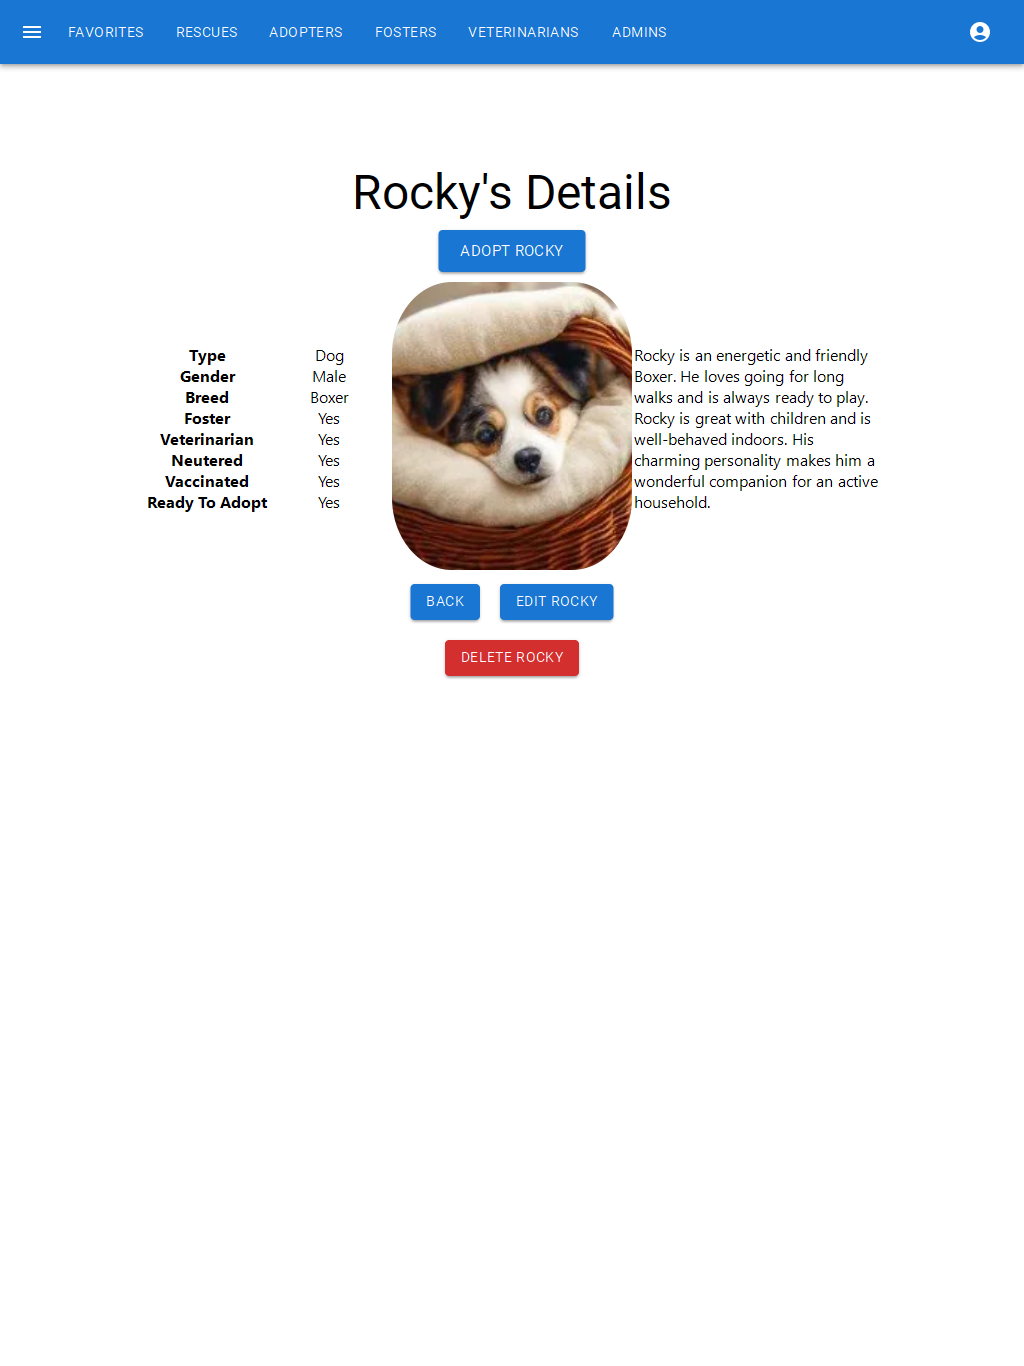 FAVORITES RESCUES ADOPTERS FOSTERS VETERINARIANS ADMINS
Rocky's Details
ADOPT ROCKY
Type Dog
Gender Male
Breed Boxer
Foster Yes
Veterinarian Yes
Neutered Yes
Vaccinated Yes
Ready To Adopt Yes
Rocky is an energetic and friendly
Boxer. He loves going for long
walks and is always ready to play.
Rocky is great with children and is
well-behaved indoors. His
charming personality makes him a
wonderful companion for an active
household.
BACK EDIT ROCKY
DELETE ROCKY